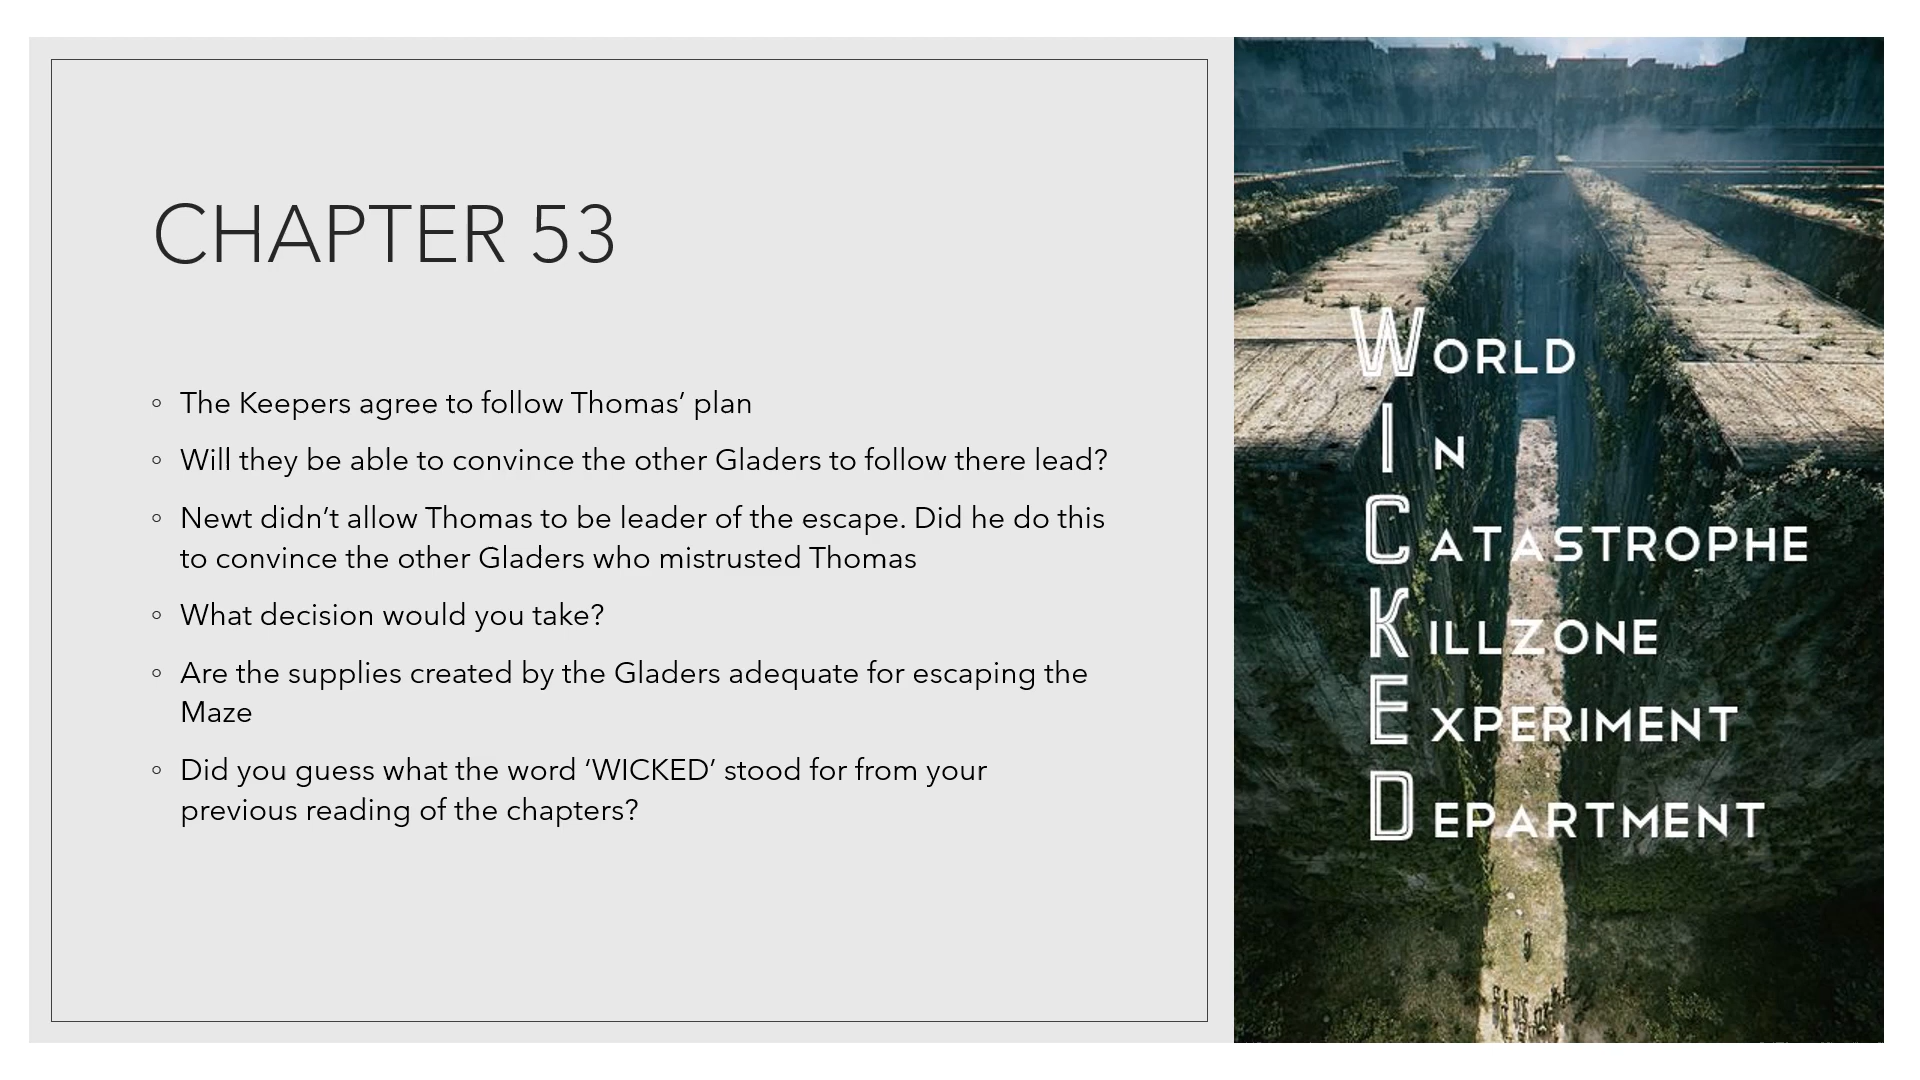 CHAPTER 53
◦ The Keepers agree to follow Thomas’ plan
◦ Will they be able to convince the other Gladers to follow there lead?
◦ Newt didn’t allow Thomas to be leader of the escape. Did he do this
to convince the other Gladers who mistrusted Thomas
◦ What decision would you take?
◦ Are the supplies created by the Gladers adequate for escaping the
Maze
◦ Did you guess what the word ‘WICKED’ stood for from your
previous reading of the chapters?
WORLD
IN
CATASTROPHE
KILLZONE
EXPERIMENT
DEPARTMENT